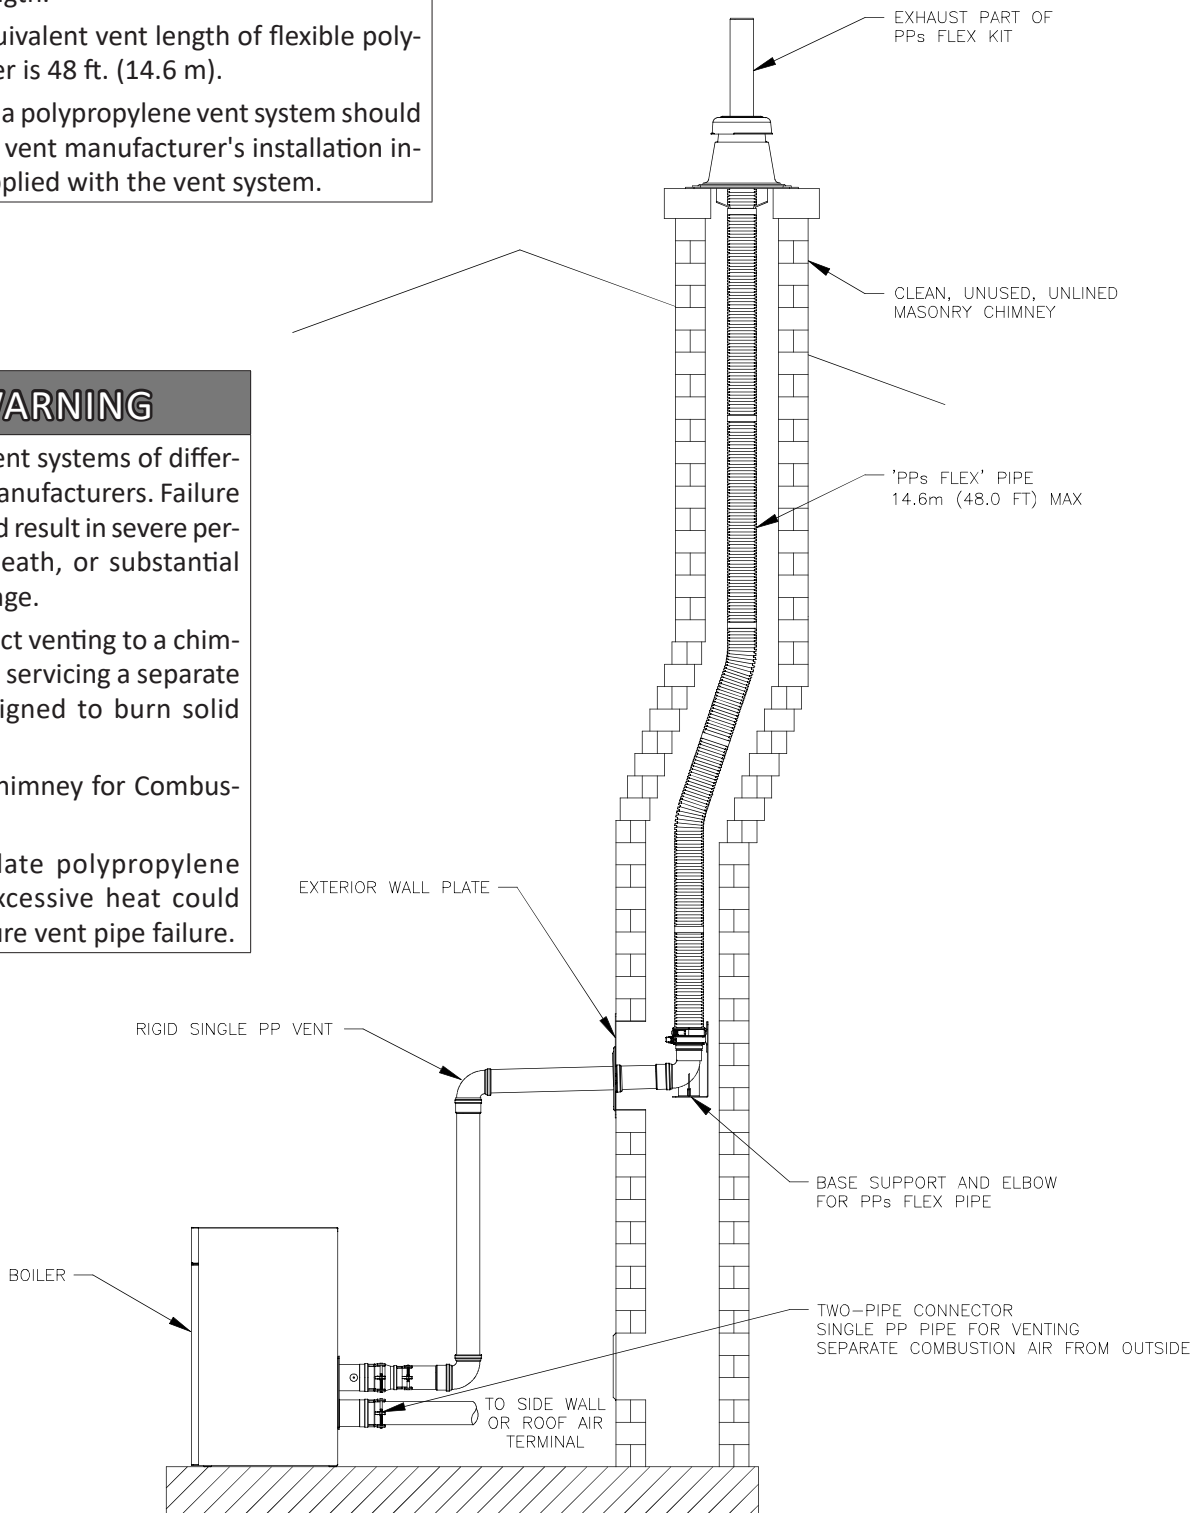 uivalent vent length of flexible poly-
er is 48 ft. (14.6 m).
a polypropylene vent system should
vent manufacturer's installation in-
pplied with the vent system.
EXHAUST PART OF
PPs FLEX KIT
CLEAN, UNUSED, UNLINED
MASONRY CHIMNEY
WARNING
ent systems of differ-
anufacturers. Failure
d result in severe per-
eath, or substantial
age.
ct venting to a chim-
servicing a separate
igned to burn solid
himney for Combus-
late polypropylene
xcessive heat could
ure vent pipe failure.
'PPs FLEX' PIPE
14.6m (48.0 FT) MAX
EXTERIOR WALL PLATE
RIGID SINGLE PP VENT
BASE SUPPORT AND ELBOW
FOR PPs FLEX PIPE
BOILER
TWO-PIPE CONNECTOR
SINGLE PP PIPE FOR VENTING
SEPARATE COMBUSTION AIR FROM OUTSIDE
TO SIDE WALL
OR ROOF AIR
TERMINAL